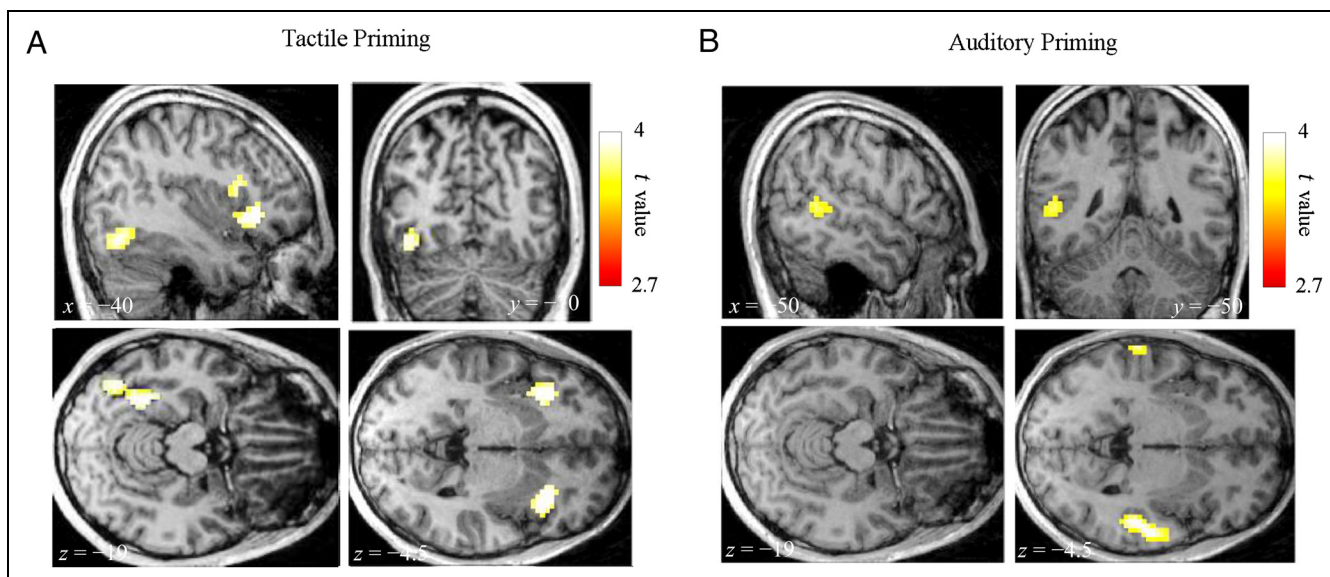 A
Tactile Priming
x = −40
4
t value
2.7
z = −19
z = −4.5
B
Auditory Priming
x = −50
y = −50
4
t value
2.7
z = −19
z = −4.5